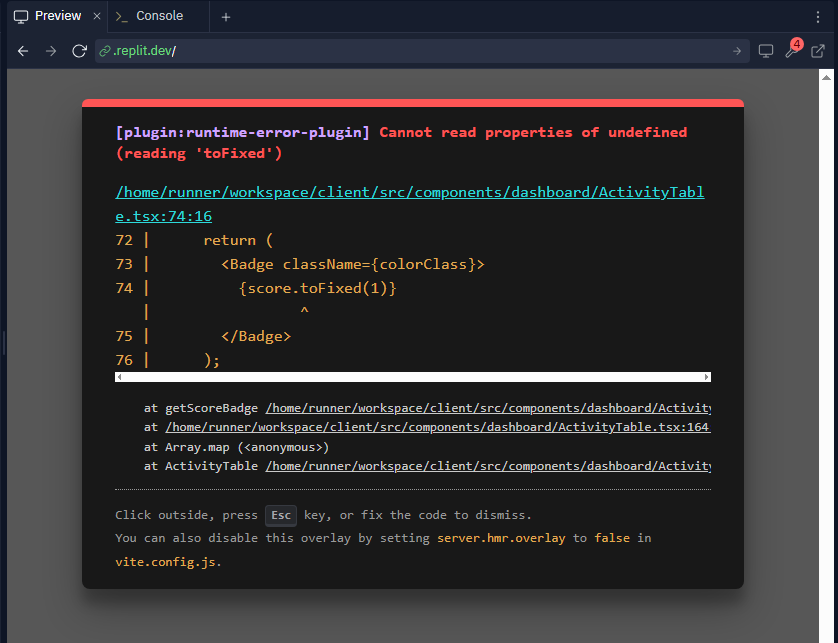 Preview × >_ Console +
.replit.dev/
4
[plugin:runtime-error-plugin] Cannot read properties of undefined
(reading 'toFixed')
/home/runner/workspace/client/src/components/dashboard/ActivityTabl
e.tsx:74:16
72 |      return (
73 |        <Badge className={colorClass}>
74 |          {score.toFixed(1)}
   |                 ^
75 |        </Badge>
76 |      );
at getScoreBadge /home/runner/workspace/client/src/components/dashboard/Activity
at /home/runner/workspace/client/src/components/dashboard/ActivityTable.tsx:164
at Array.map (<anonymous>)
at ActivityTable /home/runner/workspace/client/src/components/dashboard/Activity
Click outside, press Esc key, or fix the code to dismiss.
You can also disable this overlay by setting server.hmr.overlay to false in
vite.config.js.